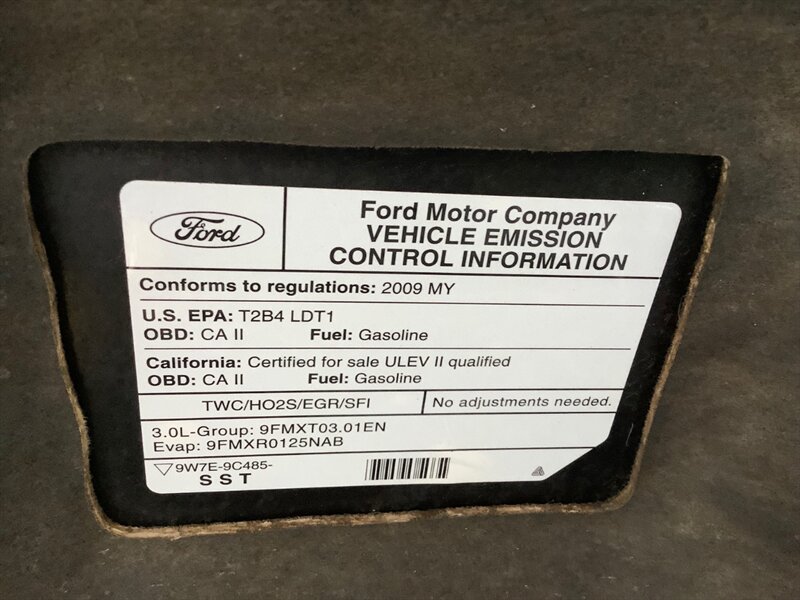 Ford
Ford Motor Company
VEHICLE EMISSION
CONTROL INFORMATION
Conforms to regulations: 2009 MY
U.S. EPA: T2B4 LDT1
OBD: CA II Fuel: Gasoline
California: Certified for sale ULEV II qualified
OBD: CA II Fuel: Gasoline
TWC/HO2S/EGR/SFI No adjustments needed.
3.0L-Group: 9FMXT03.01EN
Evap: 9FMXR0125NAB
9W7E-9C485-
S S T